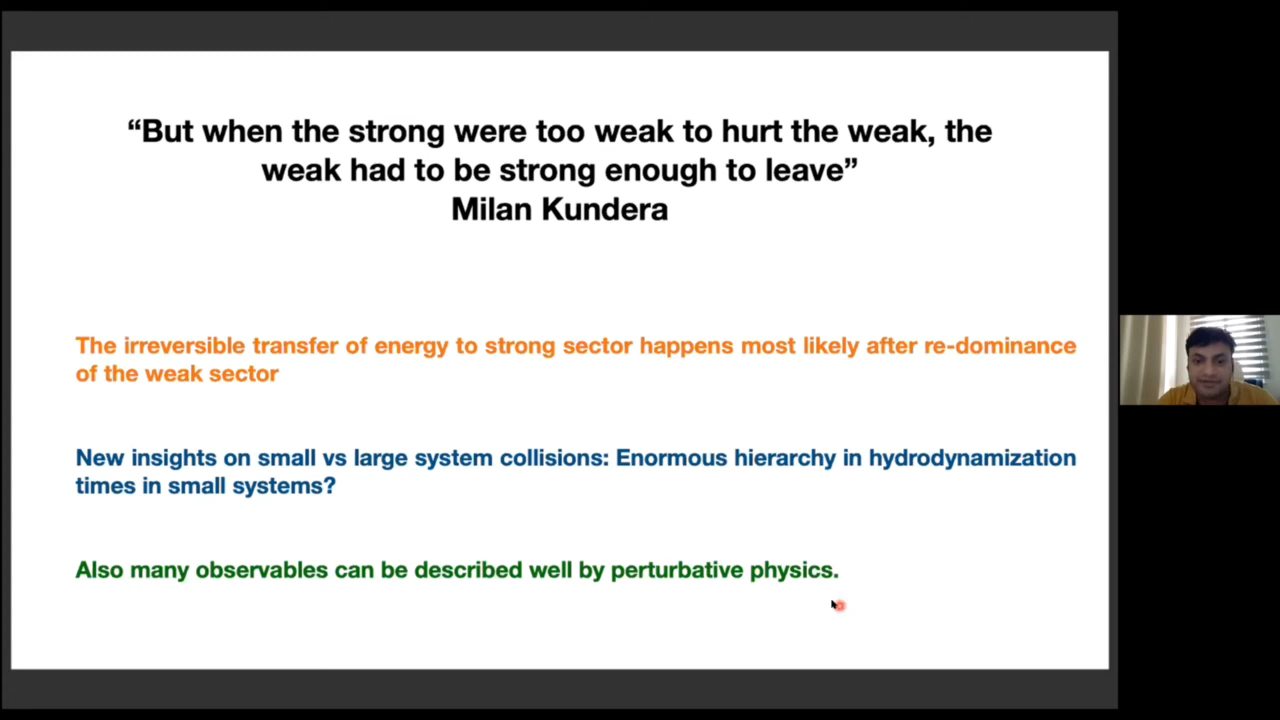 “But when the strong were too weak to hurt the weak, the
weak had to be strong enough to leave”
Milan Kundera
The irreversible transfer of energy to strong sector happens most likely after re-dominance
of the weak sector
New insights on small vs large system collisions: Enormous hierarchy in hydrodynamization
times in small systems?
Also many observables can be described well by perturbative physics.